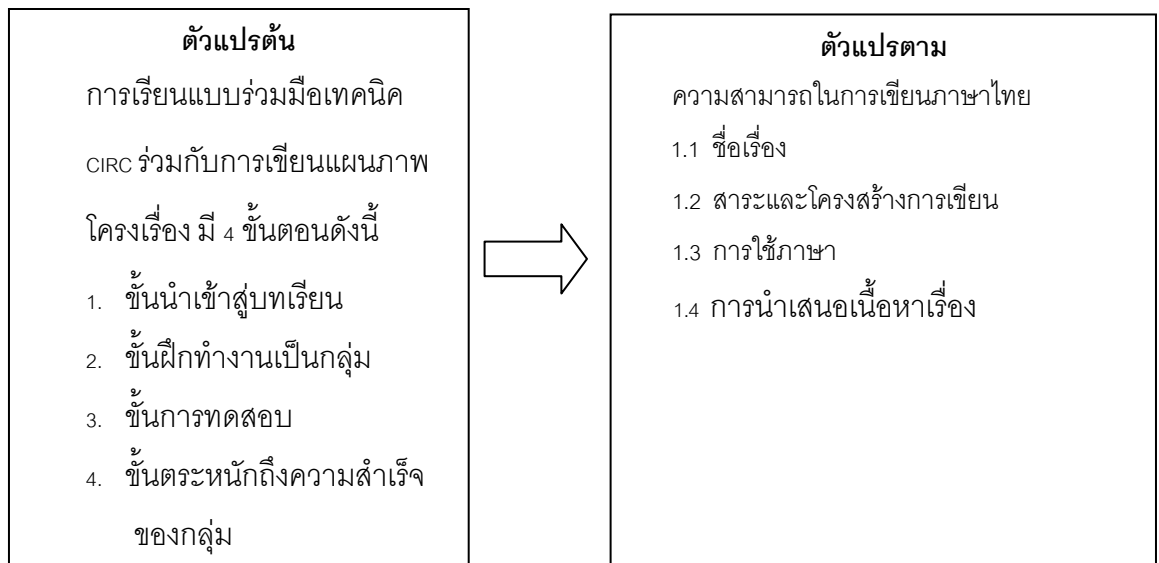 ตัวแปรต้น
การเรียนแบบร่วมมือเทคนิค
CIRC ร่วมกับการเขียนแผนภาพ
โครงเรื่อง มี 4 ขั้นตอนดังนี้
1. ขั้นนำเข้าสู่บทเรียน
2. ขั้นฝึกทำงานเป็นกลุ่ม
3. ขั้นการทดสอบ
4. ขั้นตระหนักถึงความสำเร็จ
ของกลุ่ม
ตัวแปรตาม
ความสามารถในการเขียนภาษาไทย
1.1 ชื่อเรื่อง
1.2 สาระและโครงสร้างการเขียน
1.3 การใช้ภาษา
1.4 การนำเสนอเนื้อหาเรื่อง